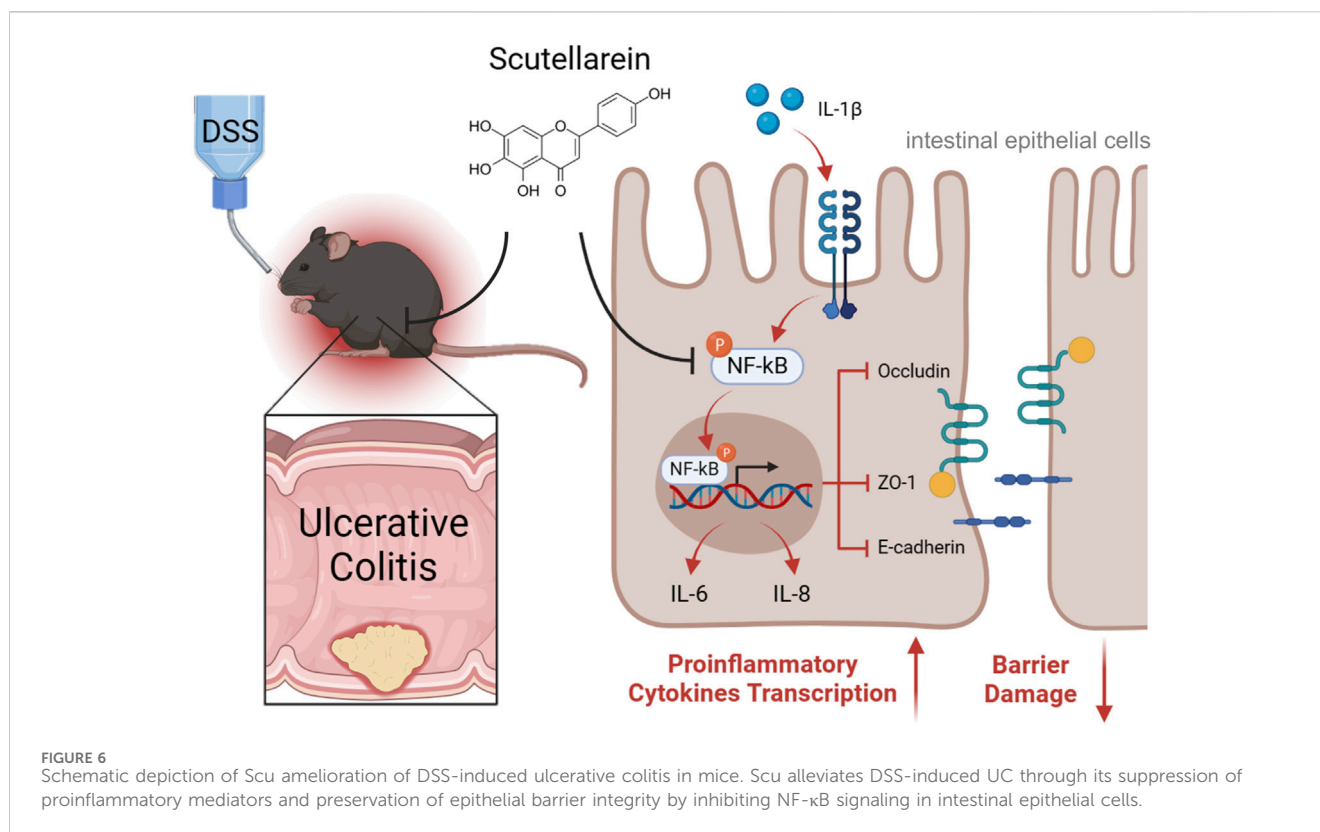 Scutellarein
DSS
OH
HO
HO
OH
O
O
IL-1β
intestinal epithelial cells
P
NF-kB
Occludin
P
NF-kB
ZO-1
E-cadherin
Ulcerative
Colitis
IL-6
IL-8
Proinflammatory
Cytokines Transcription
Barrier
Damage
FIGURE 6
Schematic depiction of Scu amelioration of DSS-induced ulcerative colitis in mice. Scu alleviates DSS-induced UC through its suppression of
proinflammatory mediators and preservation of epithelial barrier integrity by inhibiting NF-κB signaling in intestinal epithelial cells.